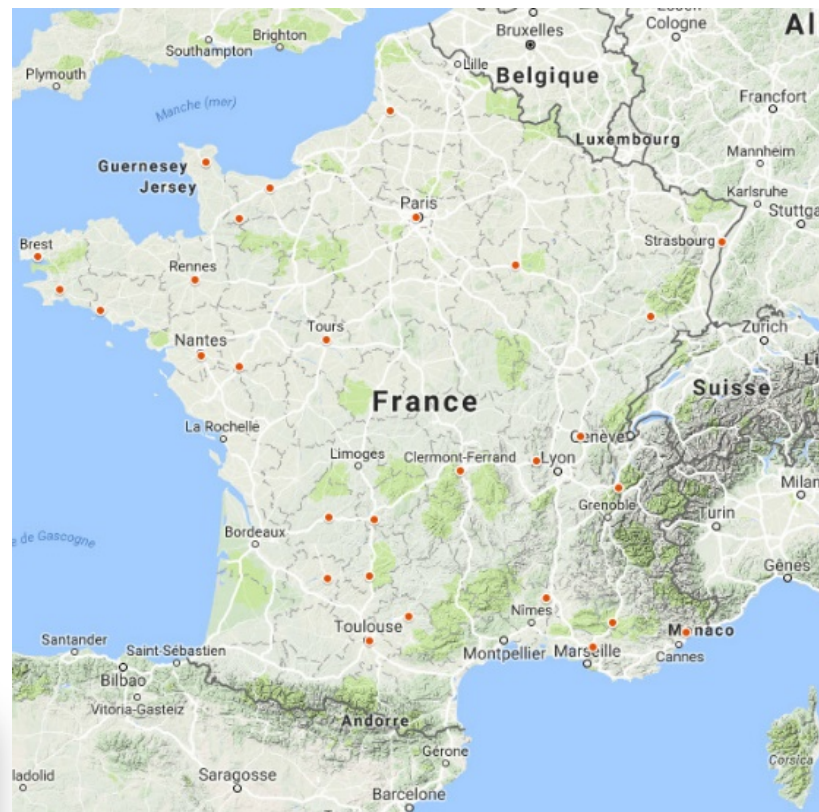 Bruxelles
Essen
Cologne
Al
Southampton
Brighton
Lille
Belgique
Plymouth
Manche (mer)
Francfort
Luxembourg
Mannheim
Guernesey
Jersey
Karlsruhe
Paris
Stuttga
Strasbourg
Brest
Rennes
Zurich
Nantes
Tours
Li
Suisse
France
La Rochelle
Genève
Limoges
Clermont-Ferrand
Lyon
Milan
Grenoble
Turin
Bordeaux
e de Gascogne
Gênes
Nîmes
Toulouse
Monaco
Santander
Saint-Sébastien
Montpellier
Marseille
Cannes
Bilbao
Vitoria-Gasteiz
Andorre
Gérone
Corsica
ladolid
Saragosse
Barcelone